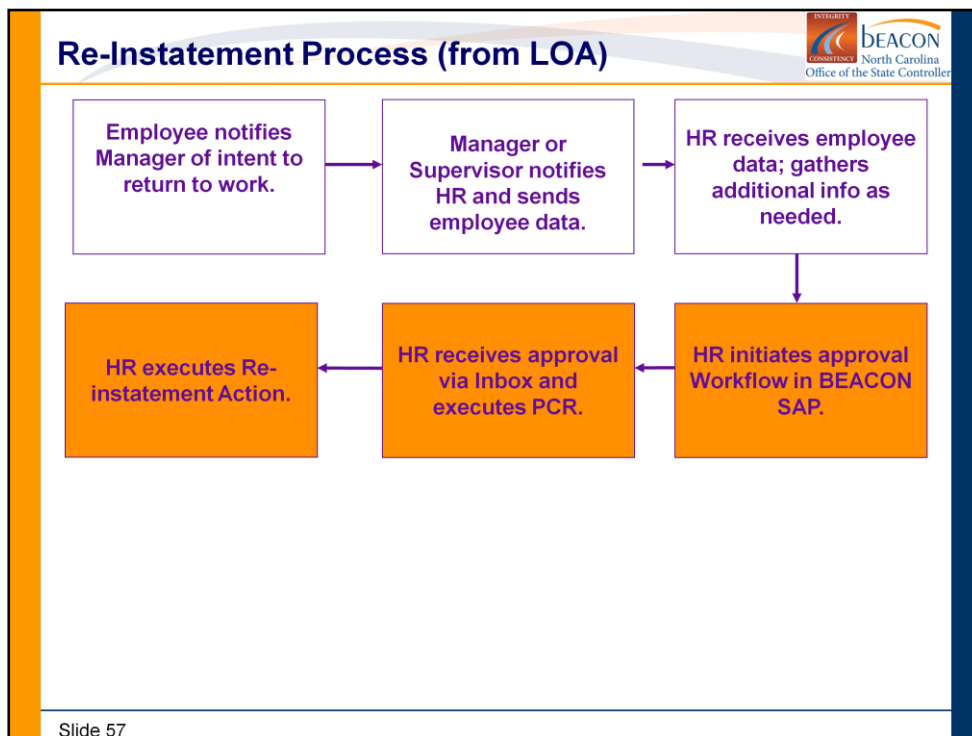 Re-Instatement Process (from LOA)
INTEGRITY
CONSISTENCY
bEACON
North Carolina
Office of the State Controller
Employee notifies
Manager of intent to
return to work.
Manager or
Supervisor notifies
HR and sends
employee data.
HR receives employee
data; gathers
additional info as
needed.
HR initiates approval
Workflow in BEACON
SAP.
HR receives approval
via Inbox and
executes PCR.
HR executes Re-
instatement Action.
Slide 57